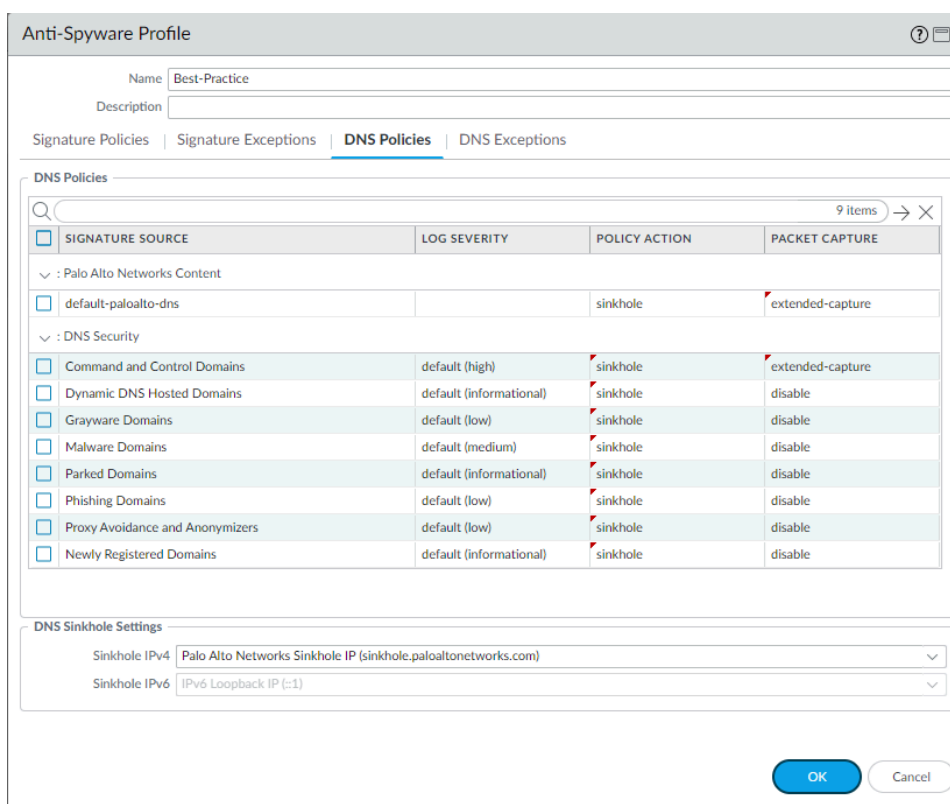 Anti-Spyware Profile
Name Best-Practice
Description
Signature Policies | Signature Exceptions | DNS Policies | DNS Exceptions
DNS Policies
9 items
SIGNATURE SOURCE LOG SEVERITY POLICY ACTION PACKET CAPTURE
: Palo Alto Networks Content
default-paloalto-dns sinkhole extended-capture
: DNS Security
Command and Control Domains default (high) sinkhole extended-capture
Dynamic DNS Hosted Domains default (informational) sinkhole disable
Grayware Domains default (low) sinkhole disable
Malware Domains default (medium) sinkhole disable
Parked Domains default (informational) sinkhole disable
Phishing Domains default (low) sinkhole disable
Proxy Avoidance and Anonymizers default (low) sinkhole disable
Newly Registered Domains default (informational) sinkhole disable
DNS Sinkhole Settings
Sinkhole IPv4 Palo Alto Networks Sinkhole IP (sinkhole.paloaltonetworks.com)
Sinkhole IPv6 IPv6 Loopback IP (::1)
OK Cancel